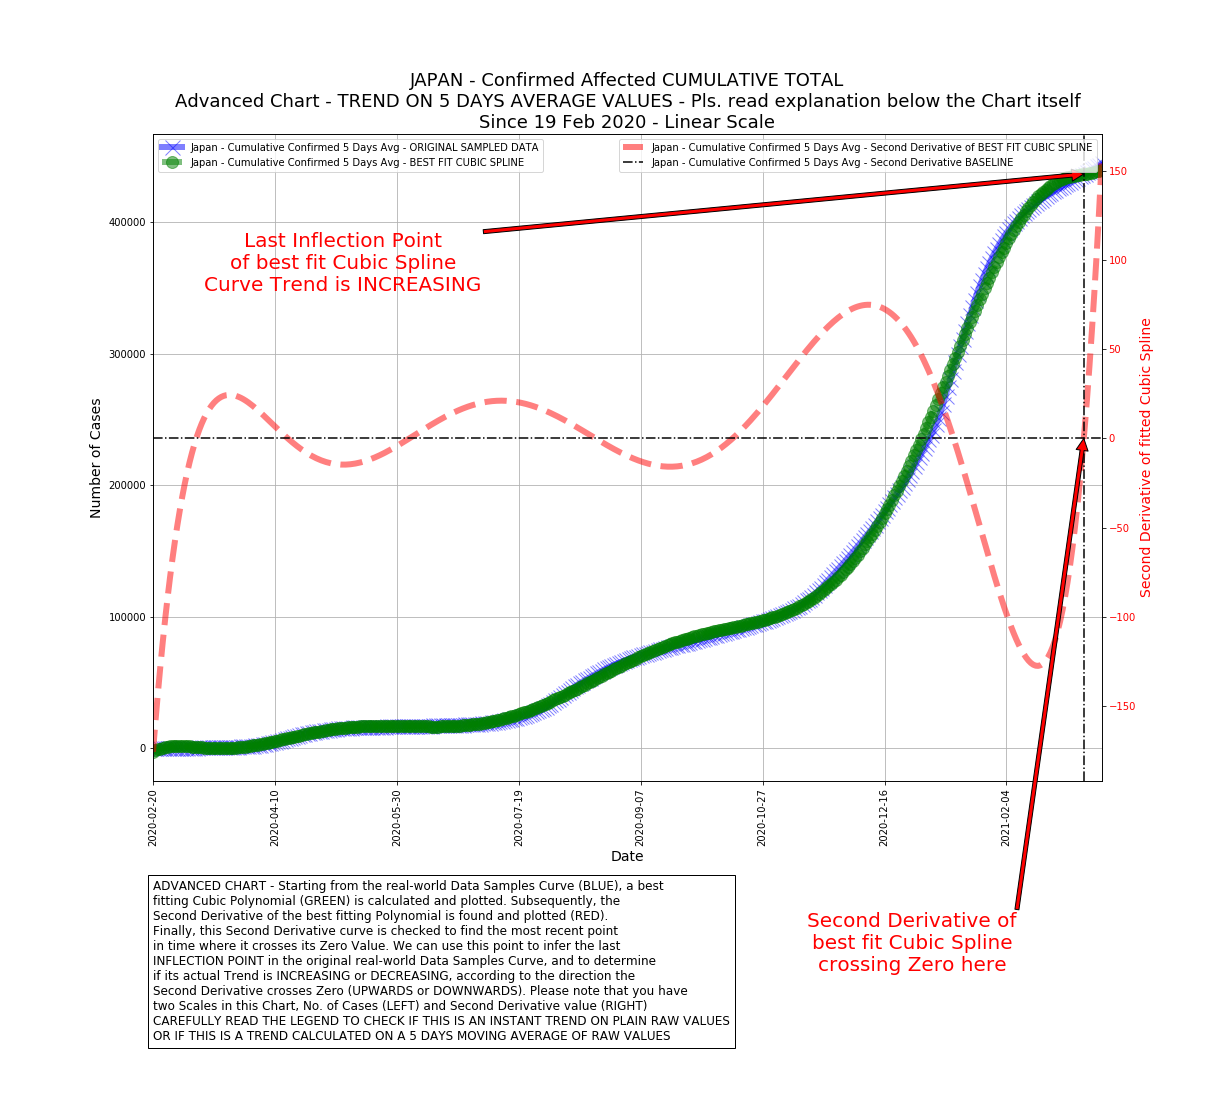 JAPAN - Confirmed Affected CUMULATIVE TOTAL
Advanced Chart - TREND ON 5 DAYS AVERAGE VALUES - Pls. read explanation below the Chart itself
Since 19 Feb 2020 - Linear Scale
Japan - Cumulative Confirmed 5 Days Avg - ORIGINAL SAMPLED DATA
Japan - Cumulative Confirmed 5 Days Avg - BEST FIT CUBIC SPLINE
Japan - Cumulative Confirmed 5 Days Avg - Second Derivative of BEST FIT CUBIC SPLINE
Japan - Cumulative Confirmed 5 Days Avg - Second Derivative BASELINE
Last Inflection Point
of best fit Cubic Spline
Curve Trend is INCREASING
Number of Cases
400000
300000
200000
100000
0
150
100
50
0
−50
−100
−150
Second Derivative of fitted Cubic Spline
2020-02-20
2020-04-10
2020-05-30
2020-07-19
2020-09-07
2020-10-27
2020-12-16
2021-02-04
Date
Second Derivative of
best fit Cubic Spline
crossing Zero here
ADVANCED CHART - Starting from the real-world Data Samples Curve (BLUE), a best
fitting Cubic Polynomial (GREEN) is calculated and plotted. Subsequently, the
Second Derivative of the best fitting Polynomial is found and plotted (RED).
Finally, this Second Derivative curve is checked to find the most recent point
in time where it crosses its Zero Value. We can use this point to infer the last
INFLECTION POINT in the original real-world Data Samples Curve, and to determine
if its actual Trend is INCREASING or DECREASING, according to the direction the
Second Derivative crosses Zero (UPWARDS or DOWNWARDS). Please note that you have
two Scales in this Chart, No. of Cases (LEFT) and Second Derivative value (RIGHT)
CAREFULLY READ THE LEGEND TO CHECK IF THIS IS AN INSTANT TREND ON PLAIN RAW VALUES
OR IF THIS IS A TREND CALCULATED ON A 5 DAYS MOVING AVERAGE OF RAW VALUES